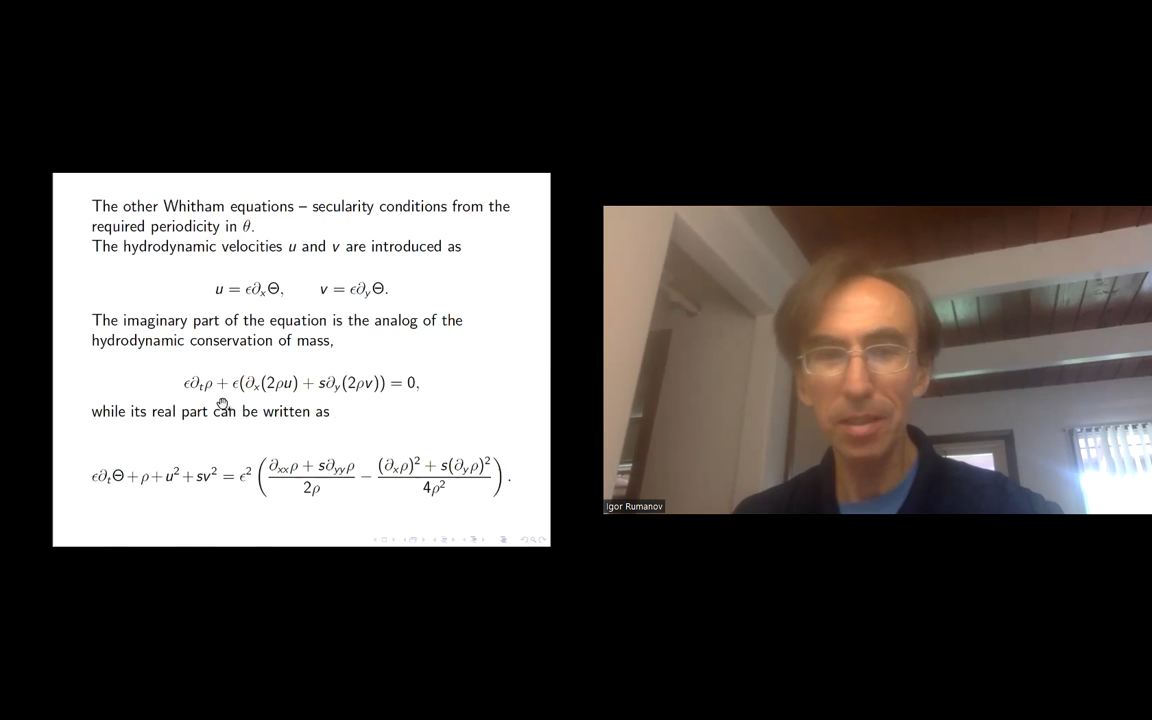 The other Whitham equations – secularity conditions from the
required periodicity in θ.
The hydrodynamic velocities u and v are introduced as
u = ϵ∂ₓΘ, v = ϵ∂ᵧΘ.
The imaginary part of the equation is the analog of the
hydrodynamic conservation of mass,
ϵ∂ₜρ + ϵ(∂ₓ(2ρu) + s∂ᵧ(2ρv)) = 0,
while its real part can be written as
ϵ∂ₜΘ + ρ + u² + sv² = ϵ² ( (∂ₓₓρ + s∂ᵧᵧρ)/2ρ − ((∂ₓρ)² + s(∂ᵧρ)²)/4ρ² ) .
Igor Rumanov